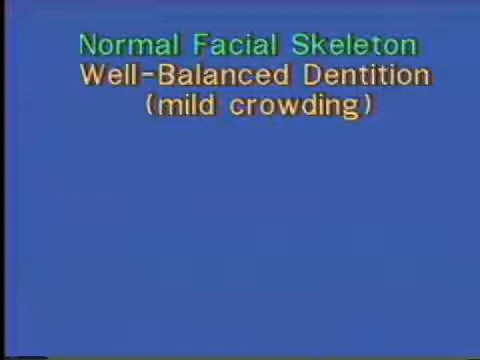 Normal Facial Skeleton
Well-Balanced Dentition
(mild crowding)